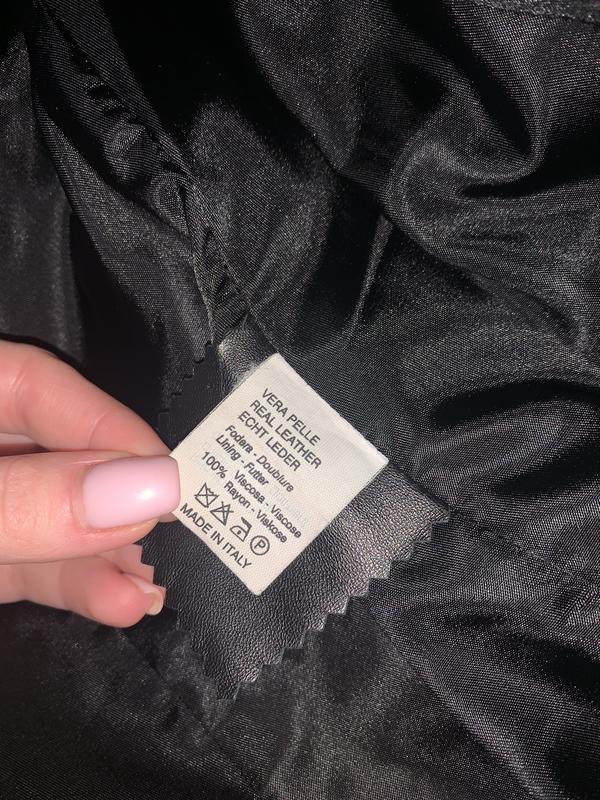 VERA PELLE
REAL LEATHER
ECHT LEDER
Fodera - Doublure
Lining - Futter
100% Viscosa - Viscose
Rayon - Viskose
P
MADE IN ITALY